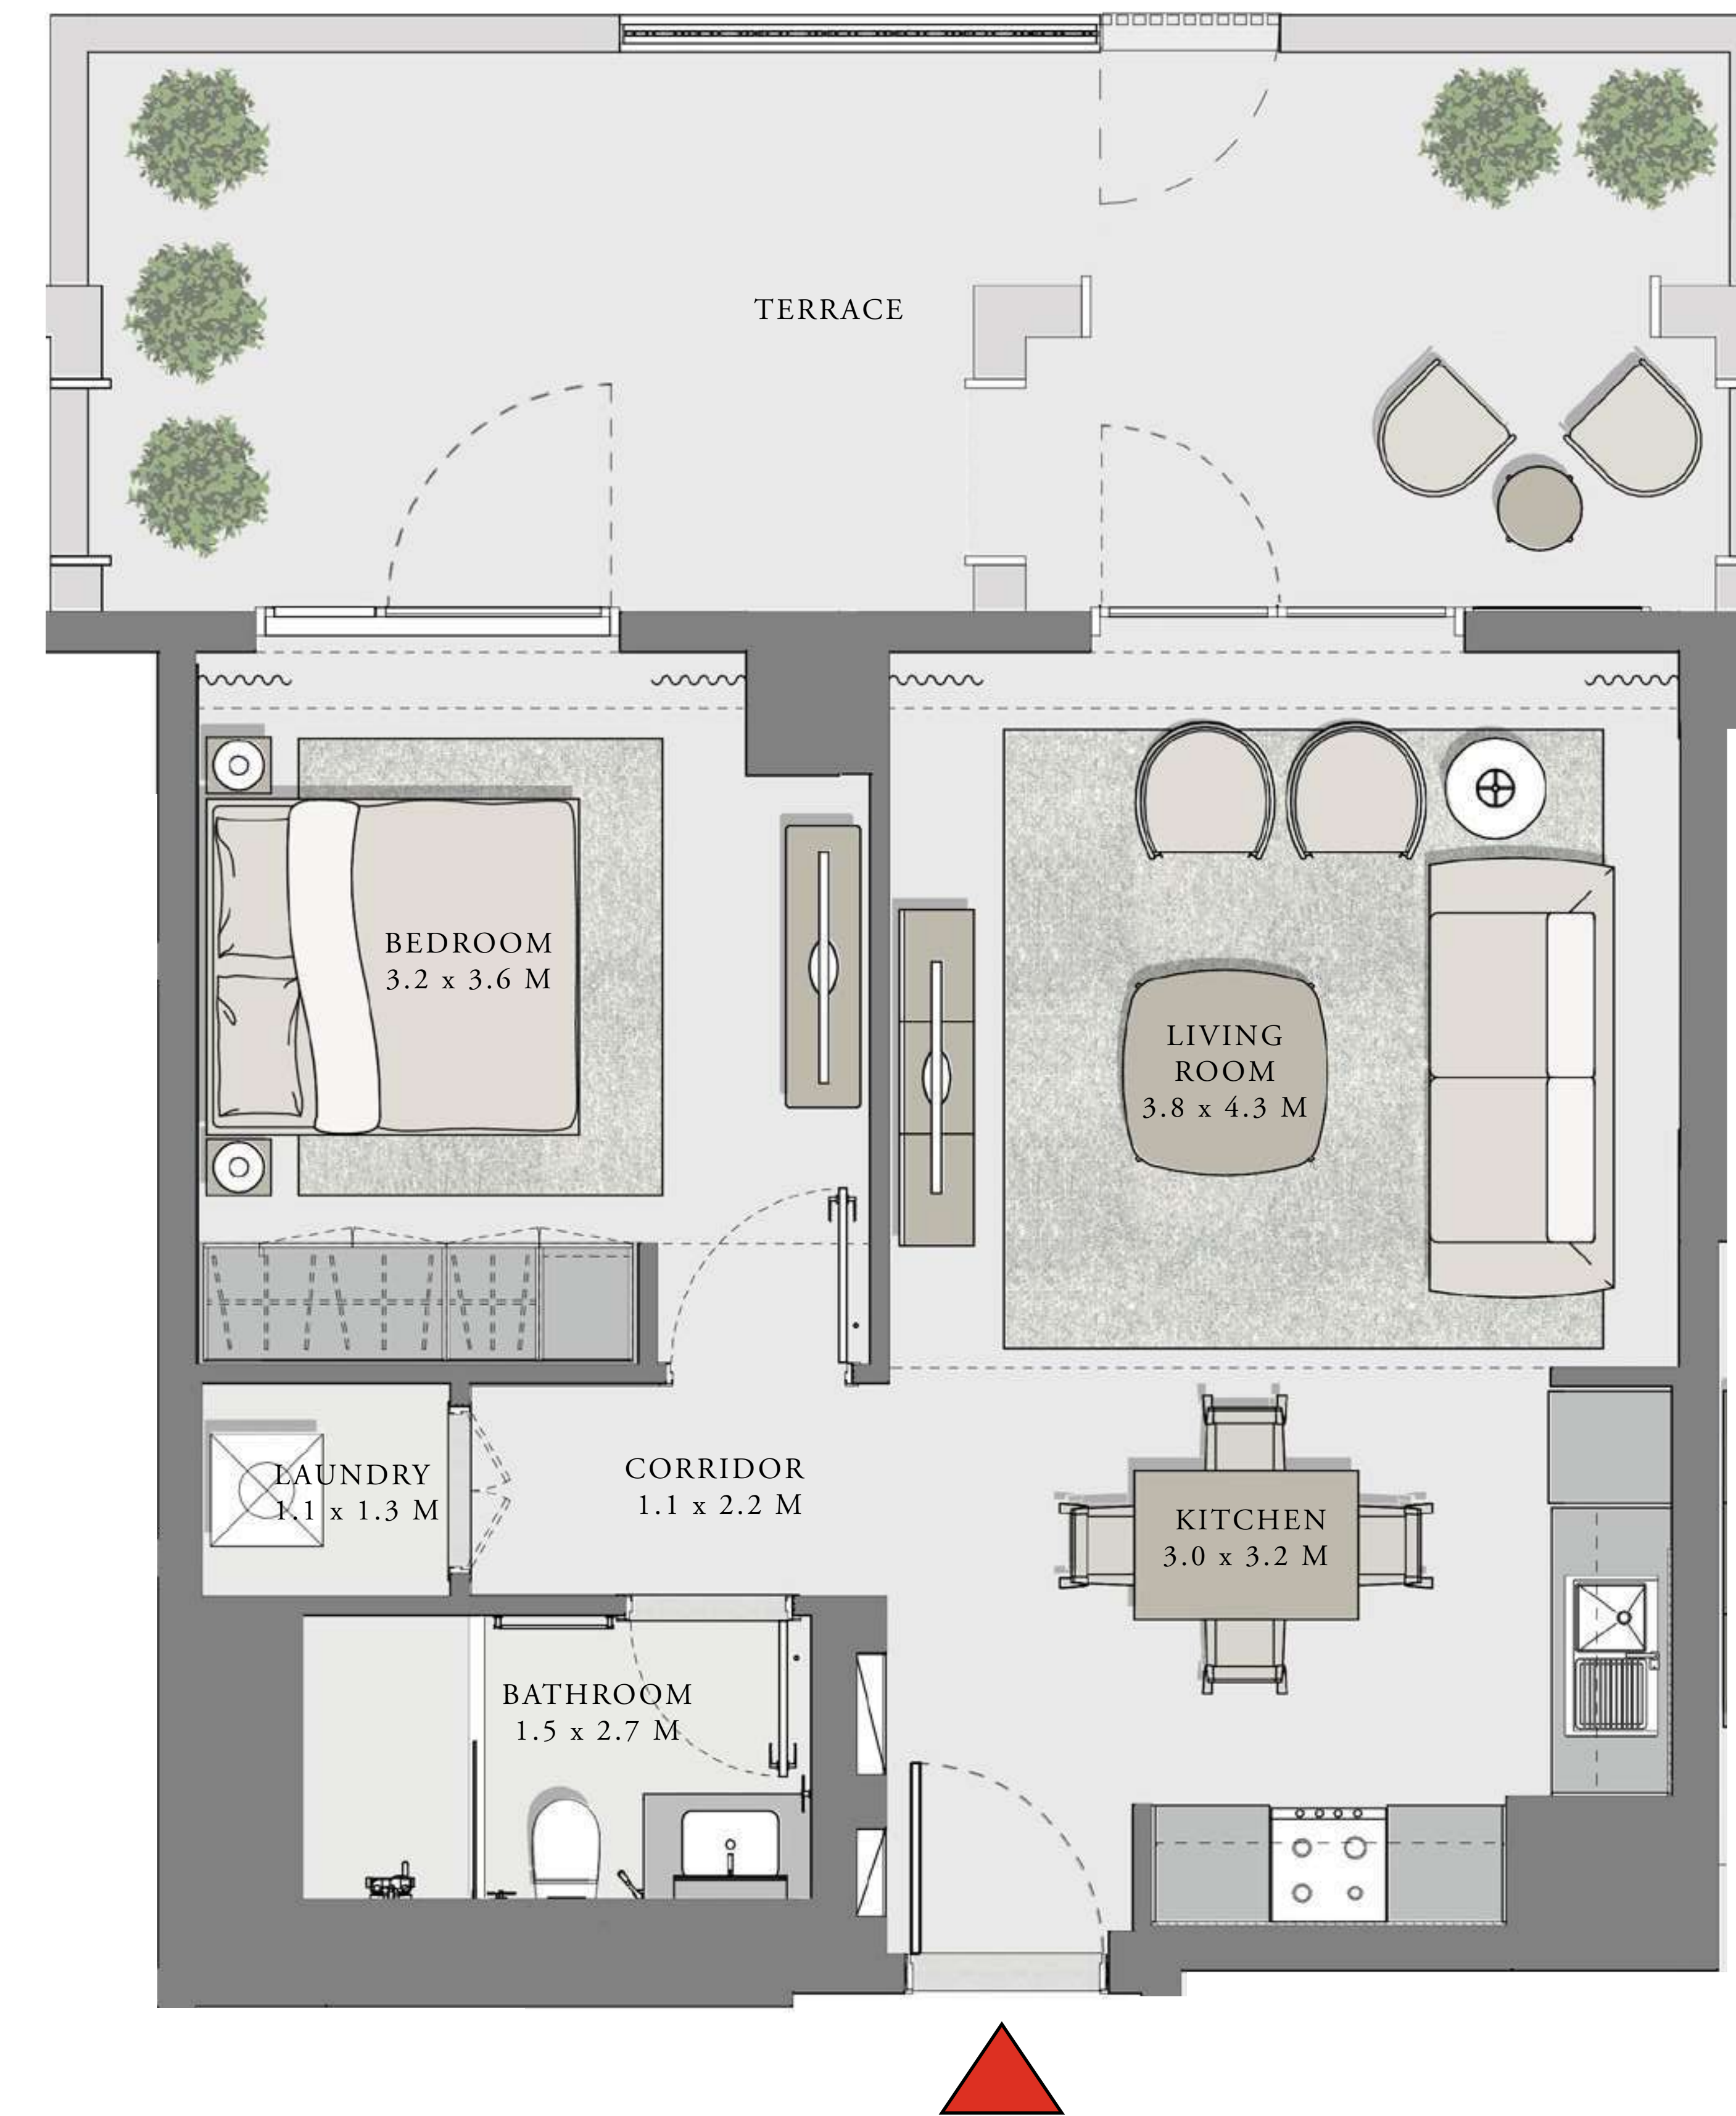 TERRACE
BEDROOM
3.2 x 3.6 M
LIVING
ROOM
3.8 x 4.3 M
LAUNDRY
1.1 x 1.3 M
CORRIDOR
1.1 x 2.2 M
KITCHEN
3.0 x 3.2 M
BATHROOM
1.5 x 2.7 M